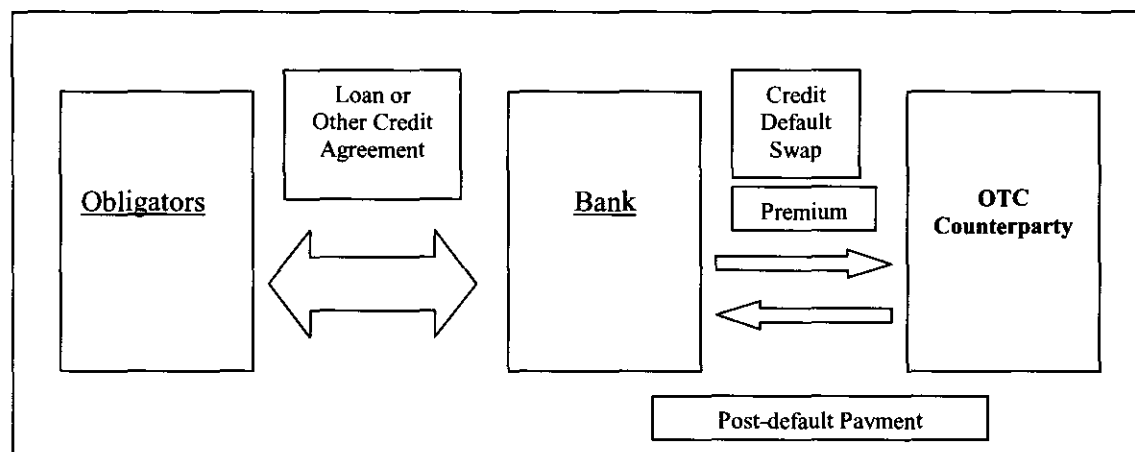 Obligators
Loan or
Other Credit
Agreement
Bank
Credit
Default
Swap
Premium
OTC
Counterparty
Post-default Payment